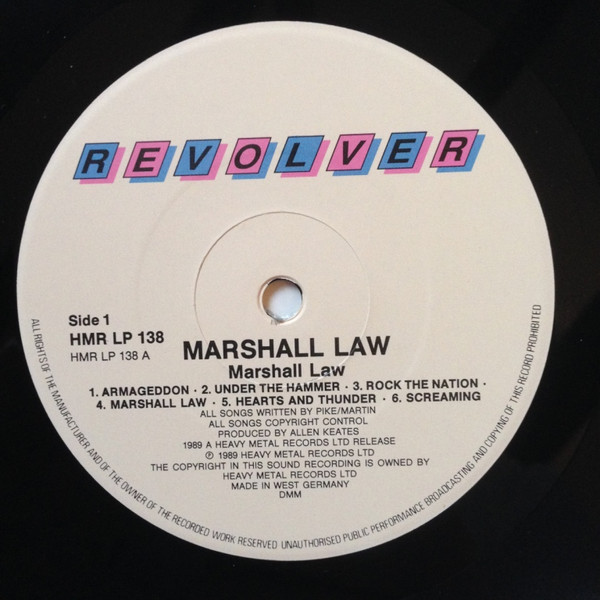 REVOLVER
Side 1
HMR LP 138
HMR LP 138 A
MARSHALL LAW
Marshall Law
1. ARMAGEDDON · 2. UNDER THE HAMMER · 3. ROCK THE NATION ·
4. MARSHALL LAW · 5. HEARTS AND THUNDER · 6. SCREAMING
ALL SONGS WRITTEN BY PIKE/MARTIN
ALL SONGS COPYRIGHT CONTROL
PRODUCED BY ALLEN KEATES
1989 A HEAVY METAL RECORDS LTD RELEASE
℗ 1989 HEAVY METAL RECORDS LTD
THE COPYRIGHT IN THIS SOUND RECORDING IS OWNED BY
HEAVY METAL RECORDS LTD
MADE IN WEST GERMANY
DMM
ALL RIGHTS OF THE MANUFACTURER AND OF THE OWNER OF THE RECORDED WORK RESERVED UNAUTHORISED PUBLIC PERFORMANCE BROADCASTING AND COPYING OF THIS RECORD PROHIBITED